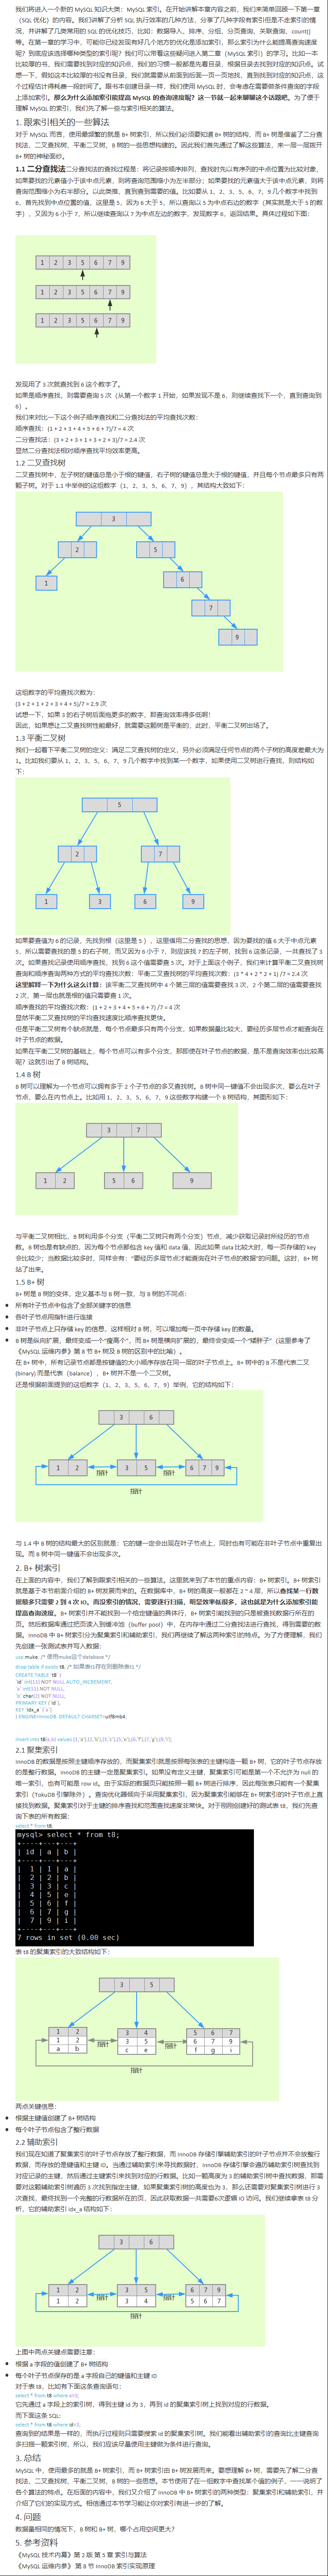 我们将进入一个新的 MySQL 知识大类：MySQL 索引。在开始讲解本章内容之前，我们来简单回顾一下第一章
（SQL 优化）的内容。我们讲解了分析 SQL 执行效率的几种方法，分享了几种字段有索引但是不走索引的情
况，并讲解了几类常用的 SQL 的优化技巧，比如：数据导入、排序、分组、分页查询、关联查询、count()
等。在第一章的学习中，可能你已经发现有好几个地方的优化是添加索引，那么索引为什么能提高查询速度
呢？到底应该选择哪种类型的索引呢？我们可以带着这些疑问进入第二章（MySQL 索引）的学习。比如一本
比较厚的书，我们需要找到对应的知识点，我们的习惯一般都是先看目录，根据目录去找到对应的知识点。试
想一下，假如这本比较厚的书没有目录，我们就需要从前面到后面一页一页地找，直到找到对应的知识点，这
个过程估计得耗费一段时间了。跟书本创建目录一样，我们使用 MySQL 时，会考虑在需要做条件查询的字段
上添加索引。那么为什么添加索引能提高 MySQL 的查询速度呢？这一节就一起来聊聊这个话题吧。为了便于
理解 MySQL 的索引，我们先了解一些与索引相关的算法。
1. 跟索引相关的一些算法
对于 MySQL 而言，使用最频繁的就是 B+ 树索引，所以我们必须要知道 B+ 树的结构，而 B+ 树是借鉴了二分查
找法、二叉查找树、平衡二叉树、B 树的一些思想构建的。因此我们首先通过了解这些算法，来一层一层拨开
B+ 树的神秘面纱。
1.1 二分查找法二分查找法的查找过程是：将记录按顺序排列，查找时先以有序列的中点位置为比较对象，
如果要找的元素值小于该中点元素，则将查询范围缩小为左半部分；如果要找的元素值大于该中点元素，则将
查询范围缩小为右半部分。以此类推，直到查到需要的值。比如要从 1、2、3、5、6、7、9 几个数字中找到
6，首先找到中点位置的值，这里是 5，因为 6 大于 5，所以查询以 5 为中点右边的数字（其实就是大于 5 的数
字），又因为 6 小于 7，所以继续查询以 7 为中点左边的数字，发现数字 6，返回结果。具体过程如下图：
1 2 3 5 6 7 9
1 2 3 5 6 7 9
1 2 3 5 6 7 9
发现用了 3 次就查找到 6 这个数字了。
如果是顺序查询，则需要查询 5 次（从第一个数字 1 开始，如果发现不是 6，则继续查找下一个，直到查询到
6）。
我们来对比一下这个例子顺序查找和二分查找法的平均查找次数：
顺序查找：(1 + 2 + 3 + 4 + 5 + 6 + 7)/7 = 4 次
二分查找法：(3 + 2 + 3 + 1 + 3 + 2 + 3)/7 = 2.4 次
显然二分查找法相对顺序查找平均效率更高。
1.2 二叉查找树
二叉查找树中，左子树的键值总是小于根的键值，右子树的键值总是大于根的键值，并且每个节点最多只有两
颗子树。对于 1.1 中举例的这组数字（1、2、3、5、6、7、9），其结构大致如下：
3
2 5
1 6
7
9
这组数字的平均查找次数为：
(3 + 2 + 1 + 2 + 3 + 4 + 5)/7 = 2.9 次
试想一下，如果 3 的右子树后面拖更多的数字，那查询效率得多低啊！
因此，如果想让二叉查找树性能最好，就需要这颗树是平衡的，此时，平衡二叉树出场了。
1.3 平衡二叉树
我们一起看下平衡二叉树的定义：满足二叉查找树的定义，另外必须满足任何节点的两个子树的高度差最大为
1。比如我们要从 1、2、3、5、6、7、9 几个数字中找到某一个数字，如果使用二叉树进行查找，则结构如
下：
5
2 7
1 3 6 9
如果要查值为 6 的记录，先找到根（这里是 5 ），这里借用二分查找的思想，因为要找的值 6 大于中点元素
5，所以需要查找的是 5 的右子树，而又因为 6 小于 7，则应该找 7 的左子树，找到 6 这条记录，一共查找了 3
次。如果查找记录使用顺序查找，找到 6 这个值需要查 5 次。对于上面这个例子，我们来计算平衡二叉查找树
查询和顺序查询两种方式的平均查找次数：平衡二叉查找树的平均查找次数：(3 * 4 + 2 * 2 + 1) /7 = 2.4 次
这里解释一下为什么这么计算：该平衡二叉查找树中 4 个第三层的值需要查找 3 次，2 个第二层的值需要查找
2 次，第一层也就是根的值只需要查 1 次。
顺序查找的平均查找次数：(1 + 2 + 3 + 4 + 5 + 6 + 7) /7 = 4 次
显然平衡二叉查找树的平均查找速度比顺序查找更快。
但是平衡二叉树有个缺点就是，每个节点最多只有两个分支，如果数据量比较大，要经历多层节点才能查询在
叶子节点的数据。
如果在平衡二叉树的基础上，每个节点可以有多个分支，那即使在叶子节点的数据，是不是查询效率也比较高
呢？这就引出了 B 树结构。
1.4 B 树
B 树可以理解为一个节点可以拥有多于 2 个子节点的多叉查找树。B 树中同一键值不会出现多次，要么在叶子节
点，要么在内节点上。比如用 1、2、3、5、6、7、9 这些数字构建一个 B 树结构，其图形如下：
3 7
1 2 5 6 9
与平衡二叉树相比，B 树利用多个分支（平衡二叉树只有两个分支）节点，减少获取记录时所经历的节点
数。B 树也是有缺点的，因为每个节点都包含 key 值和 data 值，因此如果 data 比较大时，每一页存储的 key
会比较少；当数据比较多时，同样会有：“要经历多层节点才能查询在叶子节点的数据”的问题。这时，B+ 树
站了出来。
1.5 B+ 树
B+ 树是 B 树的变体，定义基本与 B 树一致，与 B 树的不同点：
所有叶子节点中包含了全部关键字的信息
各叶子节点用指针进行连接
非叶子节点上只存储 key 的信息，这样相对 B 树，可以增加每一页中存储 key 的数量。
B 树是纵向扩展，最终变成一个“瘦高个”，而 B+ 树是横向扩展的，最终会变成一个“矮胖子”（这里参考了
《MySQL 运维内参》第 8 节 B+ 树及 B 树的区别中的比喻）。
在 B+ 树中，所有记录节点都是按键值的大小顺序存放在同一层的叶子节点上。B+ 树中的 B 不是代表二叉
(binary) 而是代表（balance），B+ 树并不是一个二叉树。
还是根据前面提到的这组数字（1、2、3、5、6、7、9）举例，它的结构如下：
3 6
1 2 指针 3 5 指针 6 7 9
指针
与 1.4 中 B 树的结构最大的区别就是：它的键一定会出现在叶子节点上，同时也有可能在非叶子节点中重复出
现。而 B 树中同一键值不会出现多次。
2. B+ 树索引
在上面的内容中，我们了解到跟索引相关的一些算法。这里就来到了本节的重点内容：B+ 树索引。B+ 树索引
就是基于本节前面介绍的 B+ 树发展而来的。在数据库中，B+ 树的高度一般都在 2 ~ 4 层，所以查找某一行数
据最多只需要 2 到 4 次 IO。而没索引的情况，需要逐行扫描，明显效率低很多，这也就是为什么添加索引能
提高查询速度。B+ 树索引并不能找到一个给定键值的具体行，B+ 树索引能找到的只是被查找数据行所在的
页。然后数据库通过把页读入到缓冲池（buffer pool）中，在内存中通过二分查找法进行查找，得到需要的数
据。InnoDB 中 B+ 树索引分为聚集索引和辅助索引，我们再继续了解这两种索引的特点。为了方便理解，我们
先创建一张测试表并写入数据：
use muke; /* 使用muke这个database */
drop table if exists t8; /* 如果表t8存在则删除表t8 */
CREATE TABLE `t8` (
`id` int(11) NOT NULL AUTO_INCREMENT,
`a` int(11) NOT NULL,
`b` char(2) NOT NULL,
PRIMARY KEY (`id`),
KEY `idx_a` (`a`)
) ENGINE=InnoDB DEFAULT CHARSET=utf8mb4;
insert into t8(a,b) values (1,'a'),(2,'b'),(3,'c'),(5,'e'),(6,'f'),(7,'g'),(9,'i');
2.1 聚集索引
InnoDB 的数据是按照主键顺序存放的，而聚集索引就是按照每张表的主键构造一颗 B+ 树，它的叶子节点存放
的是整行数据。InnoDB 的主键一定是聚集索引。如果没有定义主键，聚集索引可能是第一个不允许为 null 的
唯一索引，也有可能是 row id。由于实际的数据页只能按照一颗 B+ 树进行排序，因此每张表只能有一个聚集索
引（TokuDB 引擎除外）。查询优化器倾向于采用聚集索引，因为聚集索引能够在 B+ 树索引的叶子节点上直
接找到数据。聚集索引对于主键的排序查找和范围查找速度非常快。对于刚刚创建好的测试表 t8，我们先查
询下表里的所有数据：
select * from t8;
mysql> select * from t8;
+----+---+---+
| id | a | b |
+----+---+---+
| 1 | 1 | a |
| 2 | 2 | b |
| 3 | 3 | c |
| 4 | 5 | e |
| 5 | 6 | f |
| 6 | 7 | g |
| 7 | 9 | i |
+----+---+---+
7 rows in set (0.00 sec)
表 t8 的聚集索引的大致结构如下：
3 5
1 2 3 4 5 6 7
1 2 指针 3 5 指针 6 7 9
a b c e f g i
指针
两点关键信息：
根据主键值创建了 B+ 树结构
每个叶子节点包含了整行数据
2.2 辅助索引
我们现在知道了聚集索引的叶子节点存放了整行数据，而 InnoDB 存储引擎辅助索引的叶子节点并不会放整行
数据，而存放的是键值和主键 ID。当通过辅助索引来寻找数据时，InnoDB 存储引擎会遍历辅助索引树查找到
对应记录的主键，然后通过主键索引来找到对应的行数据。比如一颗高度为 3 的辅助索引树中查找数据，那需
要对这颗辅助索引树遍历 3 次找到指定主键，如果聚集索引树的高度也为 3，那么还需要对聚集索引树进行 3
次查找，最终找到一个完整的行数据所在的页，因此获取数据一共需要6次逻辑 IO 访问。我们继续拿表 t8 分
析，它的辅助索引 idx_a 结构如下：
3 6
1 2 3 5 6 7 9
1 2 指针 3 4 指针 5 6 7
指针
上图中两点关键点需要注意：
根据 a 字段的值创建了 B+ 树结构
每个叶子节点保存的是 a 字段自己的键值和主键 ID
对于表 t8，比如有下面这条查询语句：
select * from t8 where a=3;
它先通过 a 字段上的索引树，得到主键 id 为 3，再到 id 的聚集索引树上找到对应的行数据。
而下面这条 SQL:
select * from t8 where id=3;
查询到的结果是一样的，而执行过程则只需要搜索 id 的聚集索引树。我们能看出辅助索引的查询比主键查询
多扫描一颗索引树，所以，我们应该尽量使用主键做为条件进行查询。
3. 总结
MySQL 中，使用最多的就是 B+ 树索引，而 B+ 树索引由 B+ 树发展而来。要想理解 B+ 树，需要先了解二分查
找法、二叉查找树、平衡二叉树、B 树的一些思想。本节使用了在一组数字中查找某个值的例子，一一说明了
各个算法的特点。在后面的内容中，我们又介绍了 InnoDB 中 B+ 树索引的两种类型：聚集索引和辅助索引，并
介绍了它们的实现方式。相信通过本节学习能让你对索引有进一步的了解。
4. 问题
数据量相同的情况下，B 树和 B+ 树，哪个占用空间更大？
5. 参考资料
《MySQL 技术内幕》第 2 版 第 5 章 索引与算法
《MySQL 运维内参》 第 8 节 InnoDB 索引实现原理